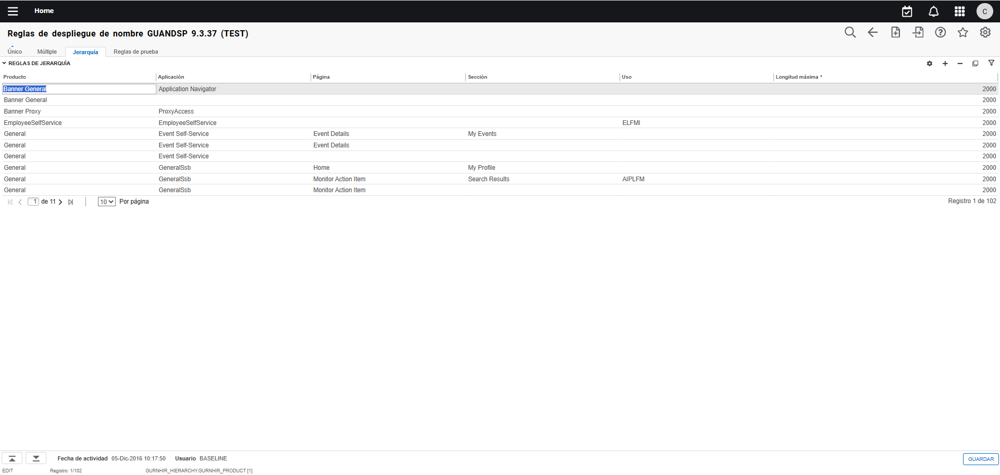 Home
C
Reglas de despliegue de nombre GUANDSP 9.3.37 (TEST)
Único Múltiple Jerarquía Reglas de prueba
REGLAS DE JERARQUÍA
Producto Aplicación Página Sección Uso Longitud máxima *
Banner General Application Navigator 2000
Banner General 2000
Banner Proxy ProxyAccess 2000
EmployeeSelfService EmployeeSelfService ELFMI 2000
General Event Self-Service Event Details My Events 2000
General Event Self-Service Event Details 2000
General Event Self-Service 2000
General GeneralSsb Home My Profile 2000
General GeneralSsb Monitor Action Item Search Results AIPLFM 2000
General GeneralSsb Monitor Action Item 2000
1 de 11 10 Por página Registro 1 de 102
Fecha de actividad 05-Dic-2016 10:17:50 Usuario BASELINE GUARDAR
EDIT Registro: 1/102 GURNHIR_HIERARCHY.GURNHIR_PRODUCT [1]